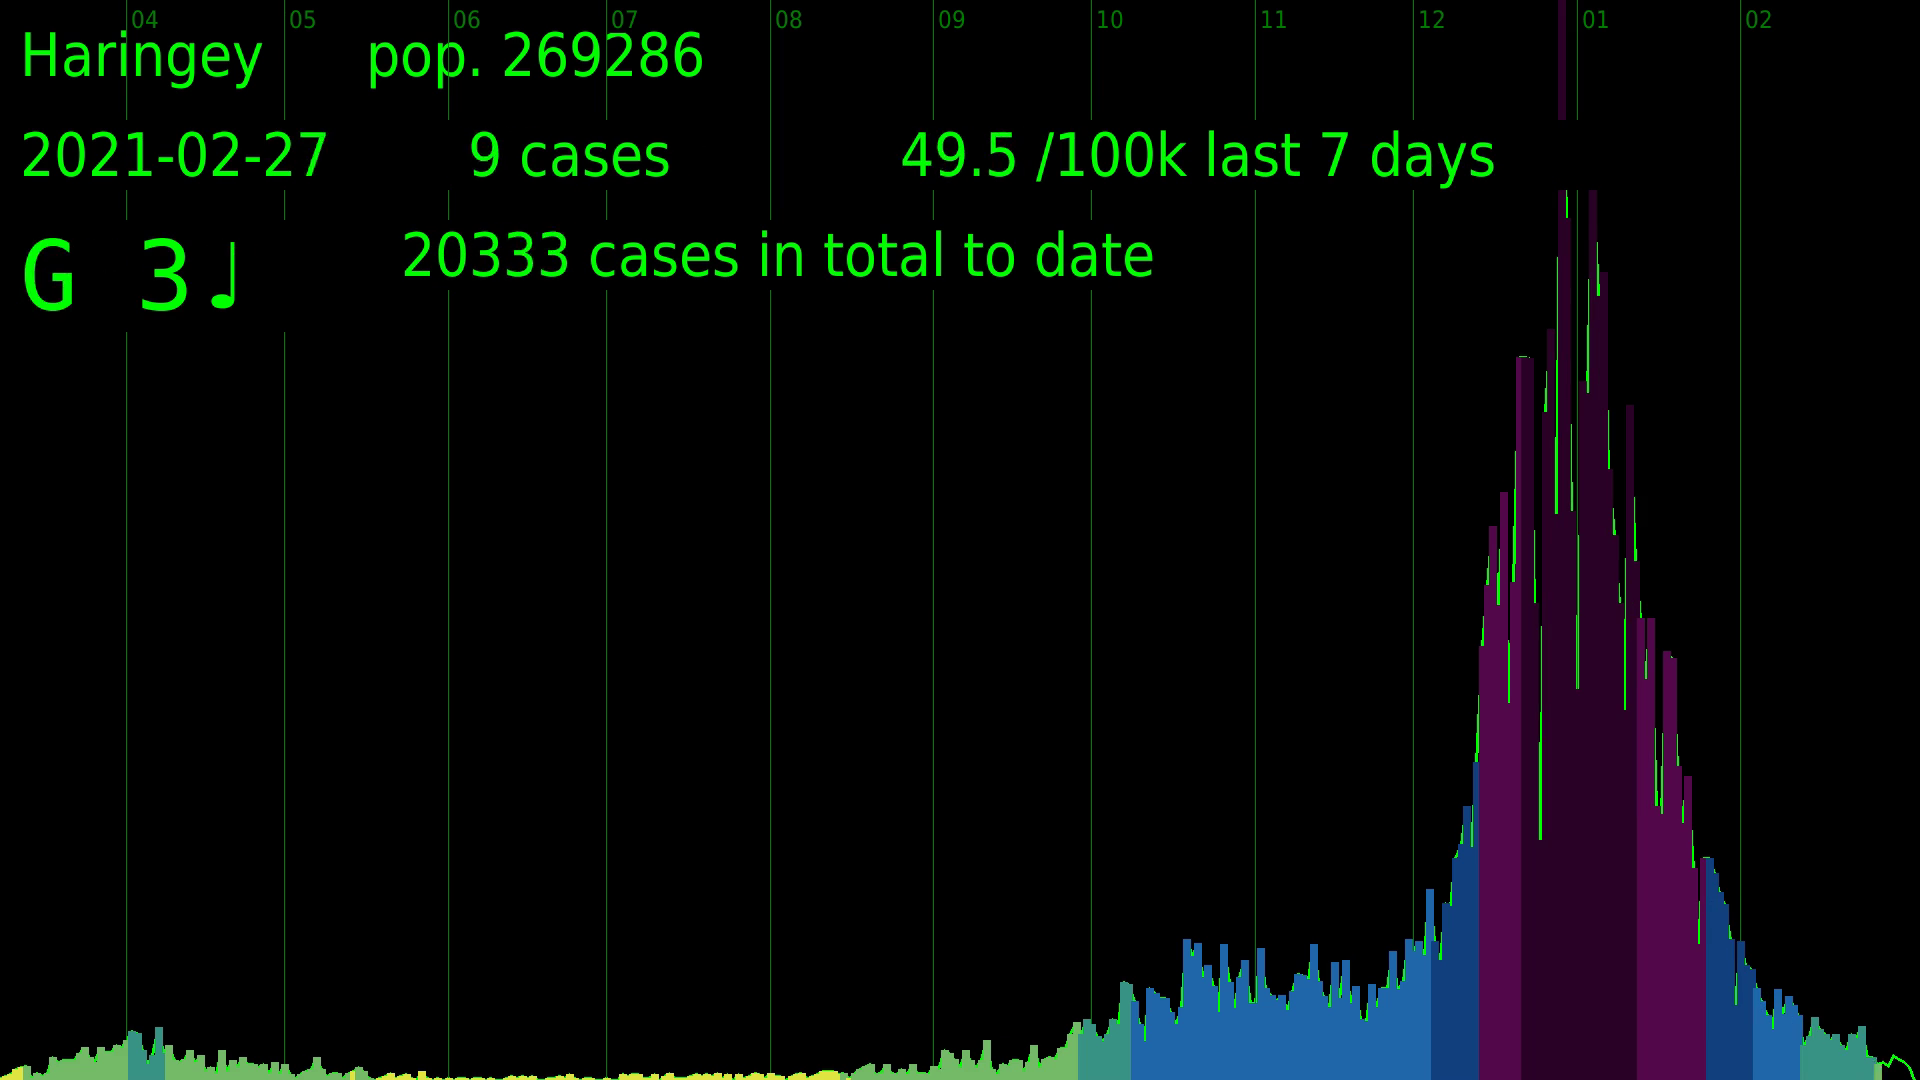 04 05 06 07 08 09 10 11 12 01 02
Haringey pop. 269286
2021-02-27 9 cases 49.5 /100k last 7 days
G 3♩ 20333 cases in total to date